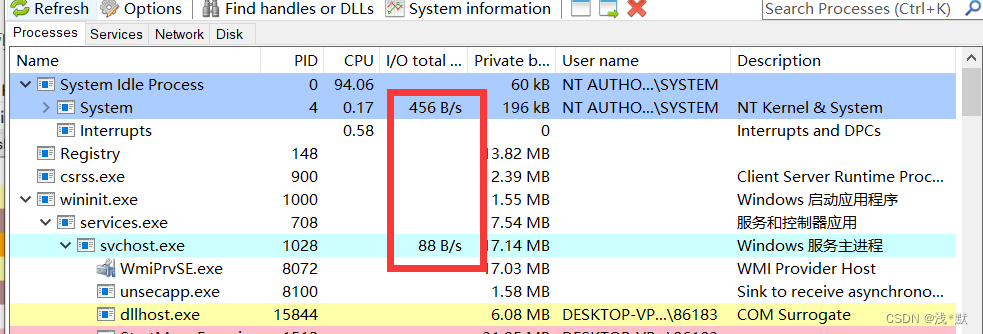 Refresh Options Find handles or DLLs System information Search Processes (Ctrl+K)
Processes Services Network Disk
Name PID CPU I/O total ... Private b... User name Description
System Idle Process 0 94.06 60 kB NT AUTHO...\SYSTEM
System 4 0.17 456 B/s 196 kB NT AUTHO...\SYSTEM NT Kernel & System
Interrupts 0.58 0 Interrupts and DPCs
Registry 148 13.82 MB
csrss.exe 900 2.39 MB Client Server Runtime Proc...
wininit.exe 1000 1.55 MB Windows 启动应用程序
services.exe 708 7.54 MB 服务和控制器应用
svchost.exe 1028 88 B/s 17.14 MB Windows 服务主进程
WmiPrvSE.exe 8072 17.03 MB WMI Provider Host
unsecapp.exe 8100 1.58 MB Sink to receive asynchrono...
dllhost.exe 15844 6.08 MB DESKTOP-VP...\86183 COM Surrogate
CSDN @浅*默